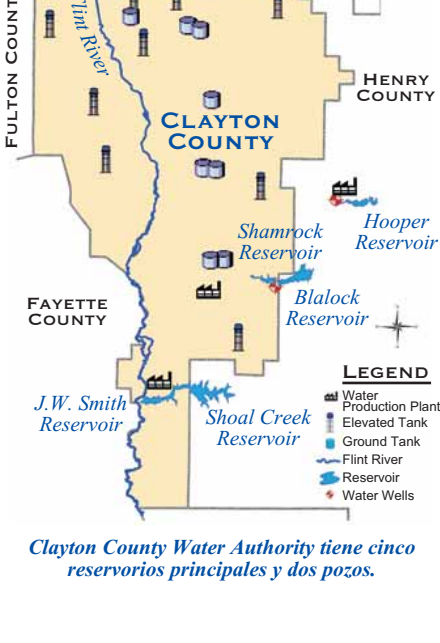 FULTON COUNT
Flint River
HENRY
COUNTY
CLAYTON
COUNTY
Hooper
Reservoir
Shamrock
Reservoir
Blalock
Reservoir
FAYETTE
COUNTY
LEGEND
Water
Production Plant
Elevated Tank
Ground Tank
Flint River
Reservoir
Water Wells
J.W. Smith
Reservoir
Shoal Creek
Reservoir
Clayton County Water Authority tiene cinco
reservorios principales y dos pozos.